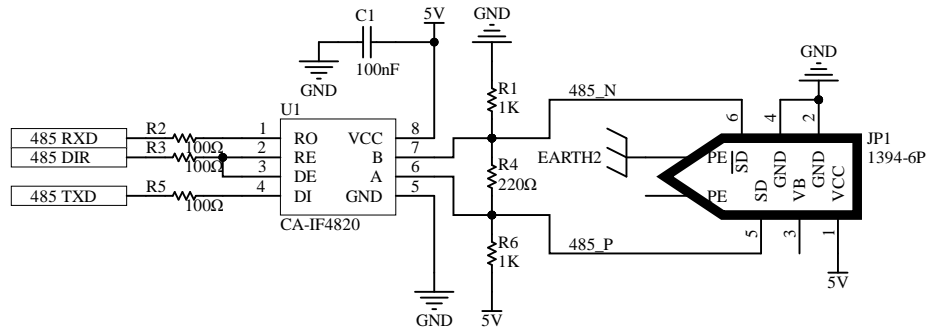 GND
C1
5V
100nF
GND
U1
485 RXD
485 DIR
485 TXD
R2
100Ω
R3
100Ω
R5
100Ω
1
2
3
4
RO
RE
DE
DI
VCC
B
A
GND
8
7
6
5
CA-IF4820
GND
R1
1K
R4
220Ω
R6
1K
5V
485_N
485_P
EARTH2
GND
6
4
2
JP1
1394-6P
PE
PE
SD
SD
GND
VB
GND
VCC
5
3
1
5V